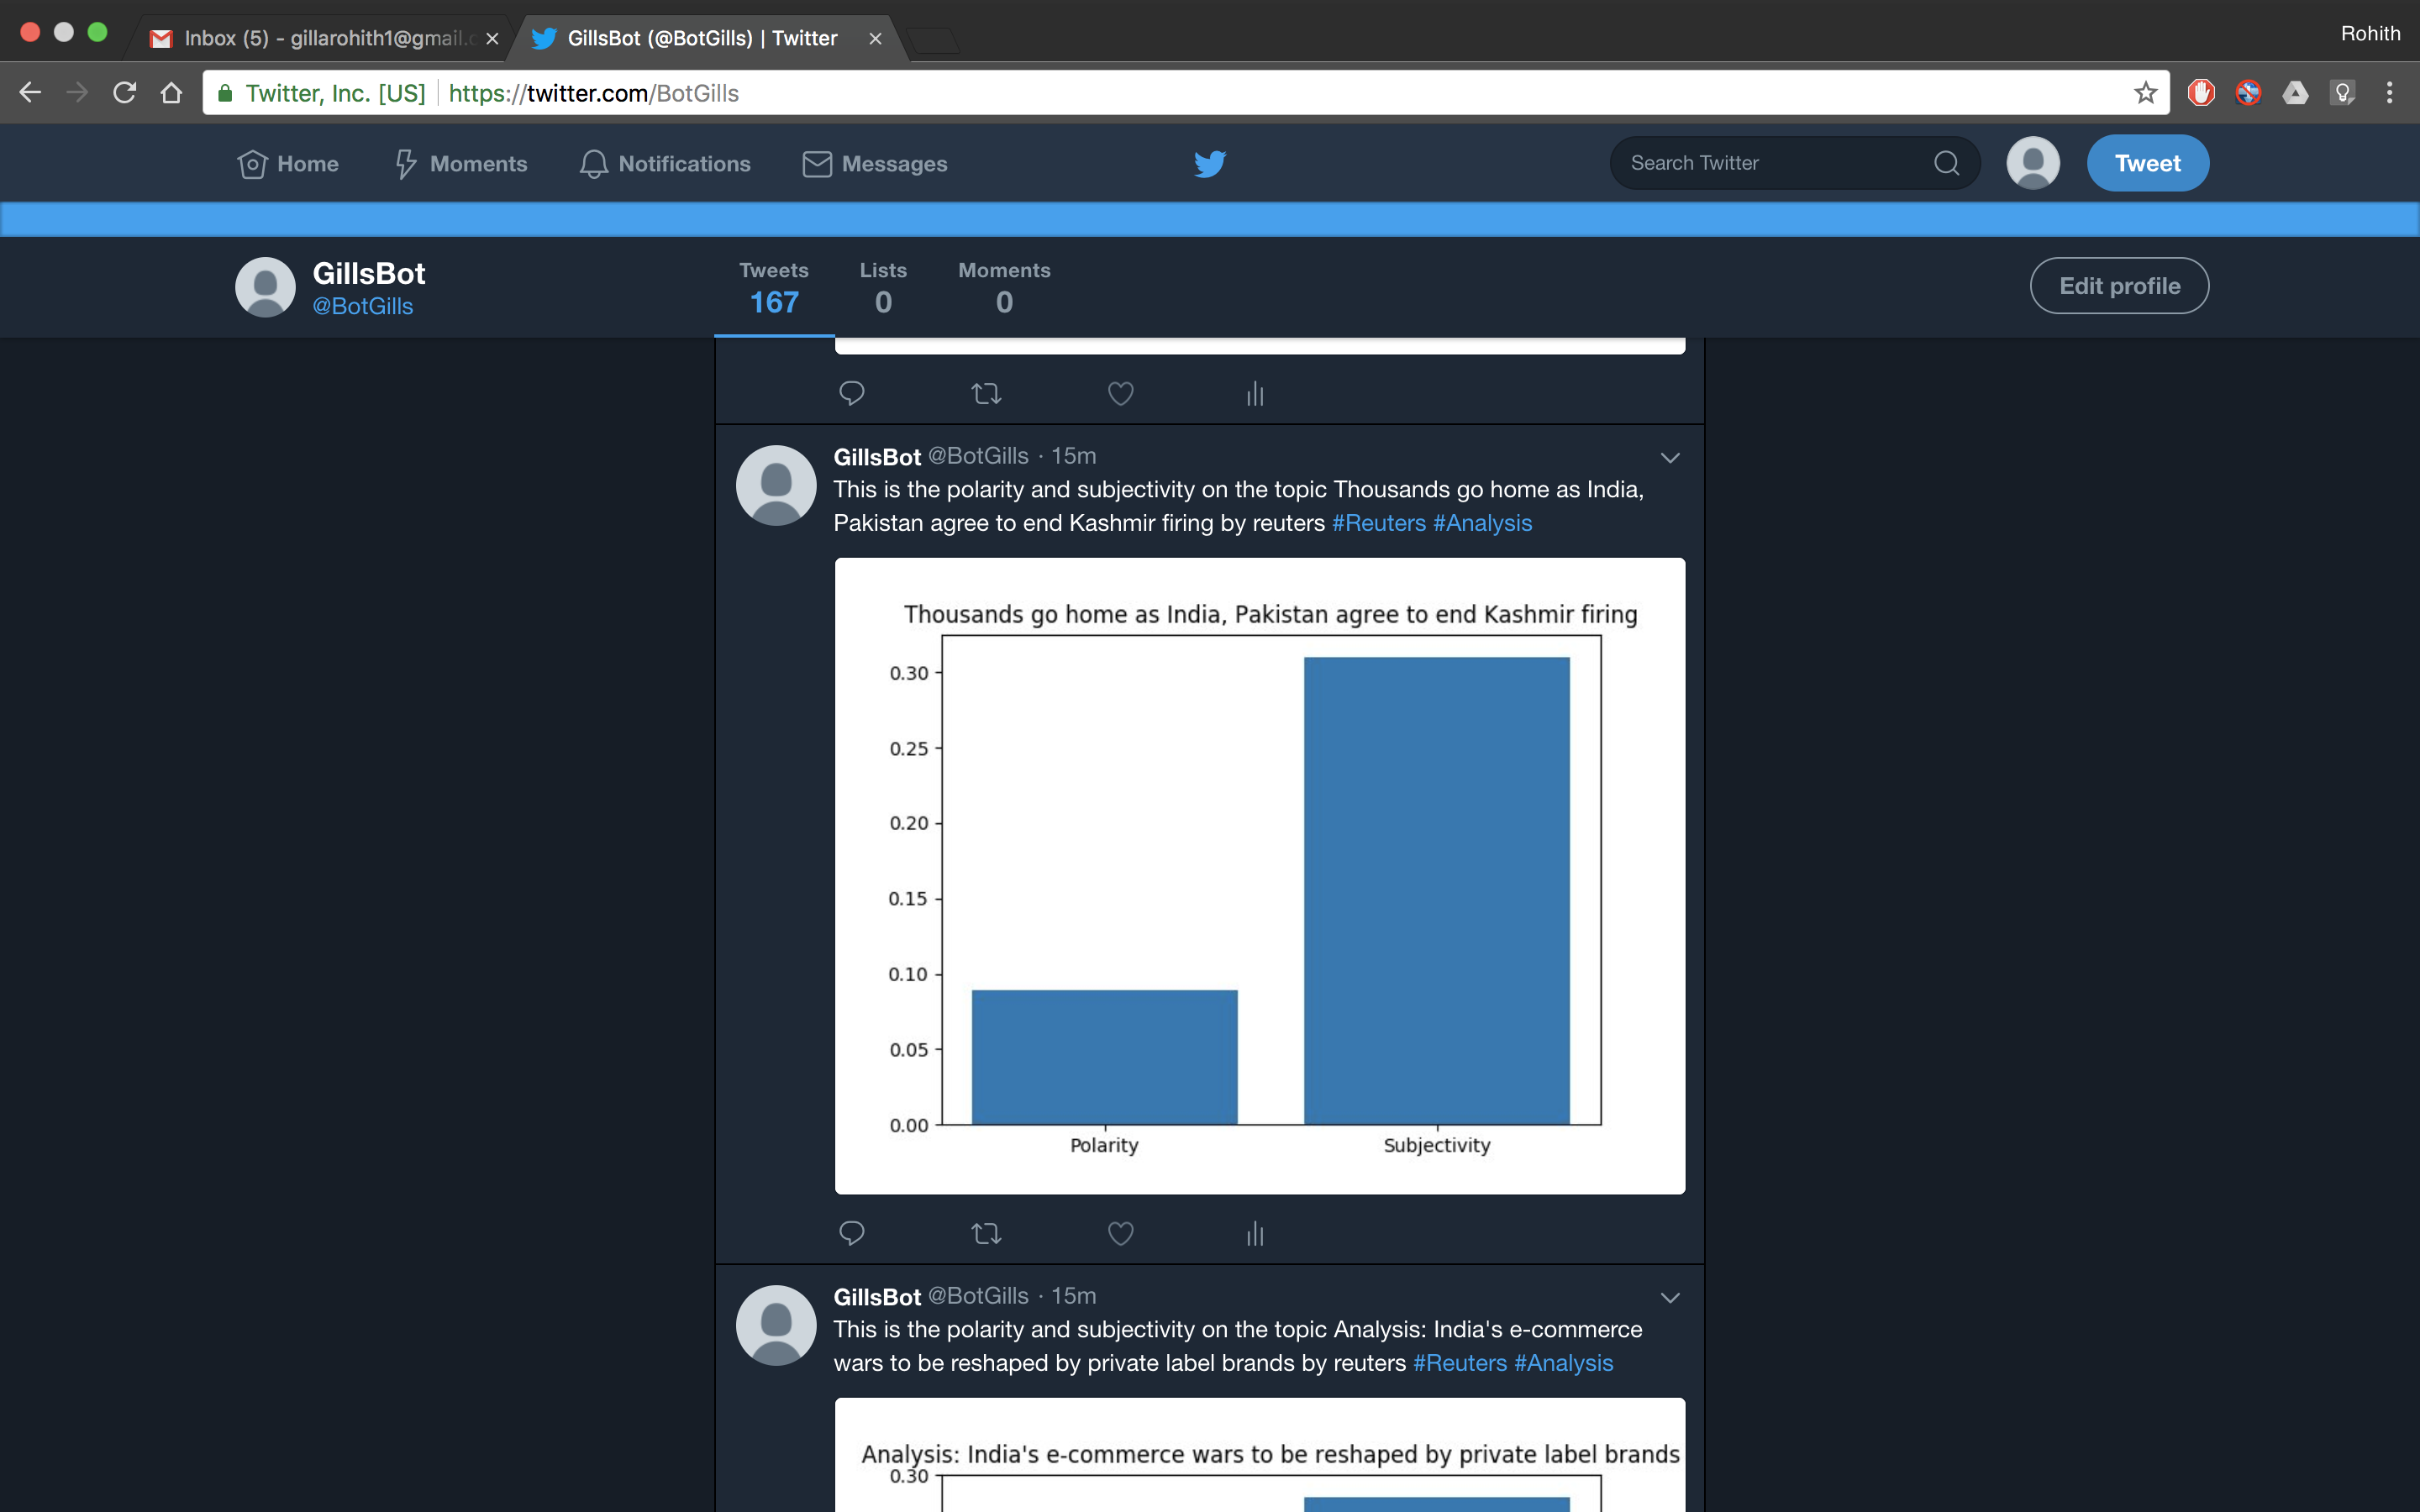 Inbox (5) - gillarohith1@gmail.c
GillsBot (@BotGills) | Twitter
Rohith
Twitter, Inc. [US] https://twitter.com/BotGills
Home Moments Notifications Messages Search Twitter Tweet
GillsBot
@BotGills
Tweets Lists Moments
167 0 0
Edit profile
GillsBot @BotGills · 15m
This is the polarity and subjectivity on the topic Thousands go home as India,
Pakistan agree to end Kashmir firing by reuters #Reuters #Analysis
Thousands go home as India, Pakistan agree to end Kashmir firing
0.30
0.25
0.20
0.15
0.10
0.05
0.00
Polarity Subjectivity
GillsBot @BotGills · 15m
This is the polarity and subjectivity on the topic Analysis: India's e-commerce
wars to be reshaped by private label brands by reuters #Reuters #Analysis
Analysis: India's e-commerce wars to be reshaped by private label brands
0.30